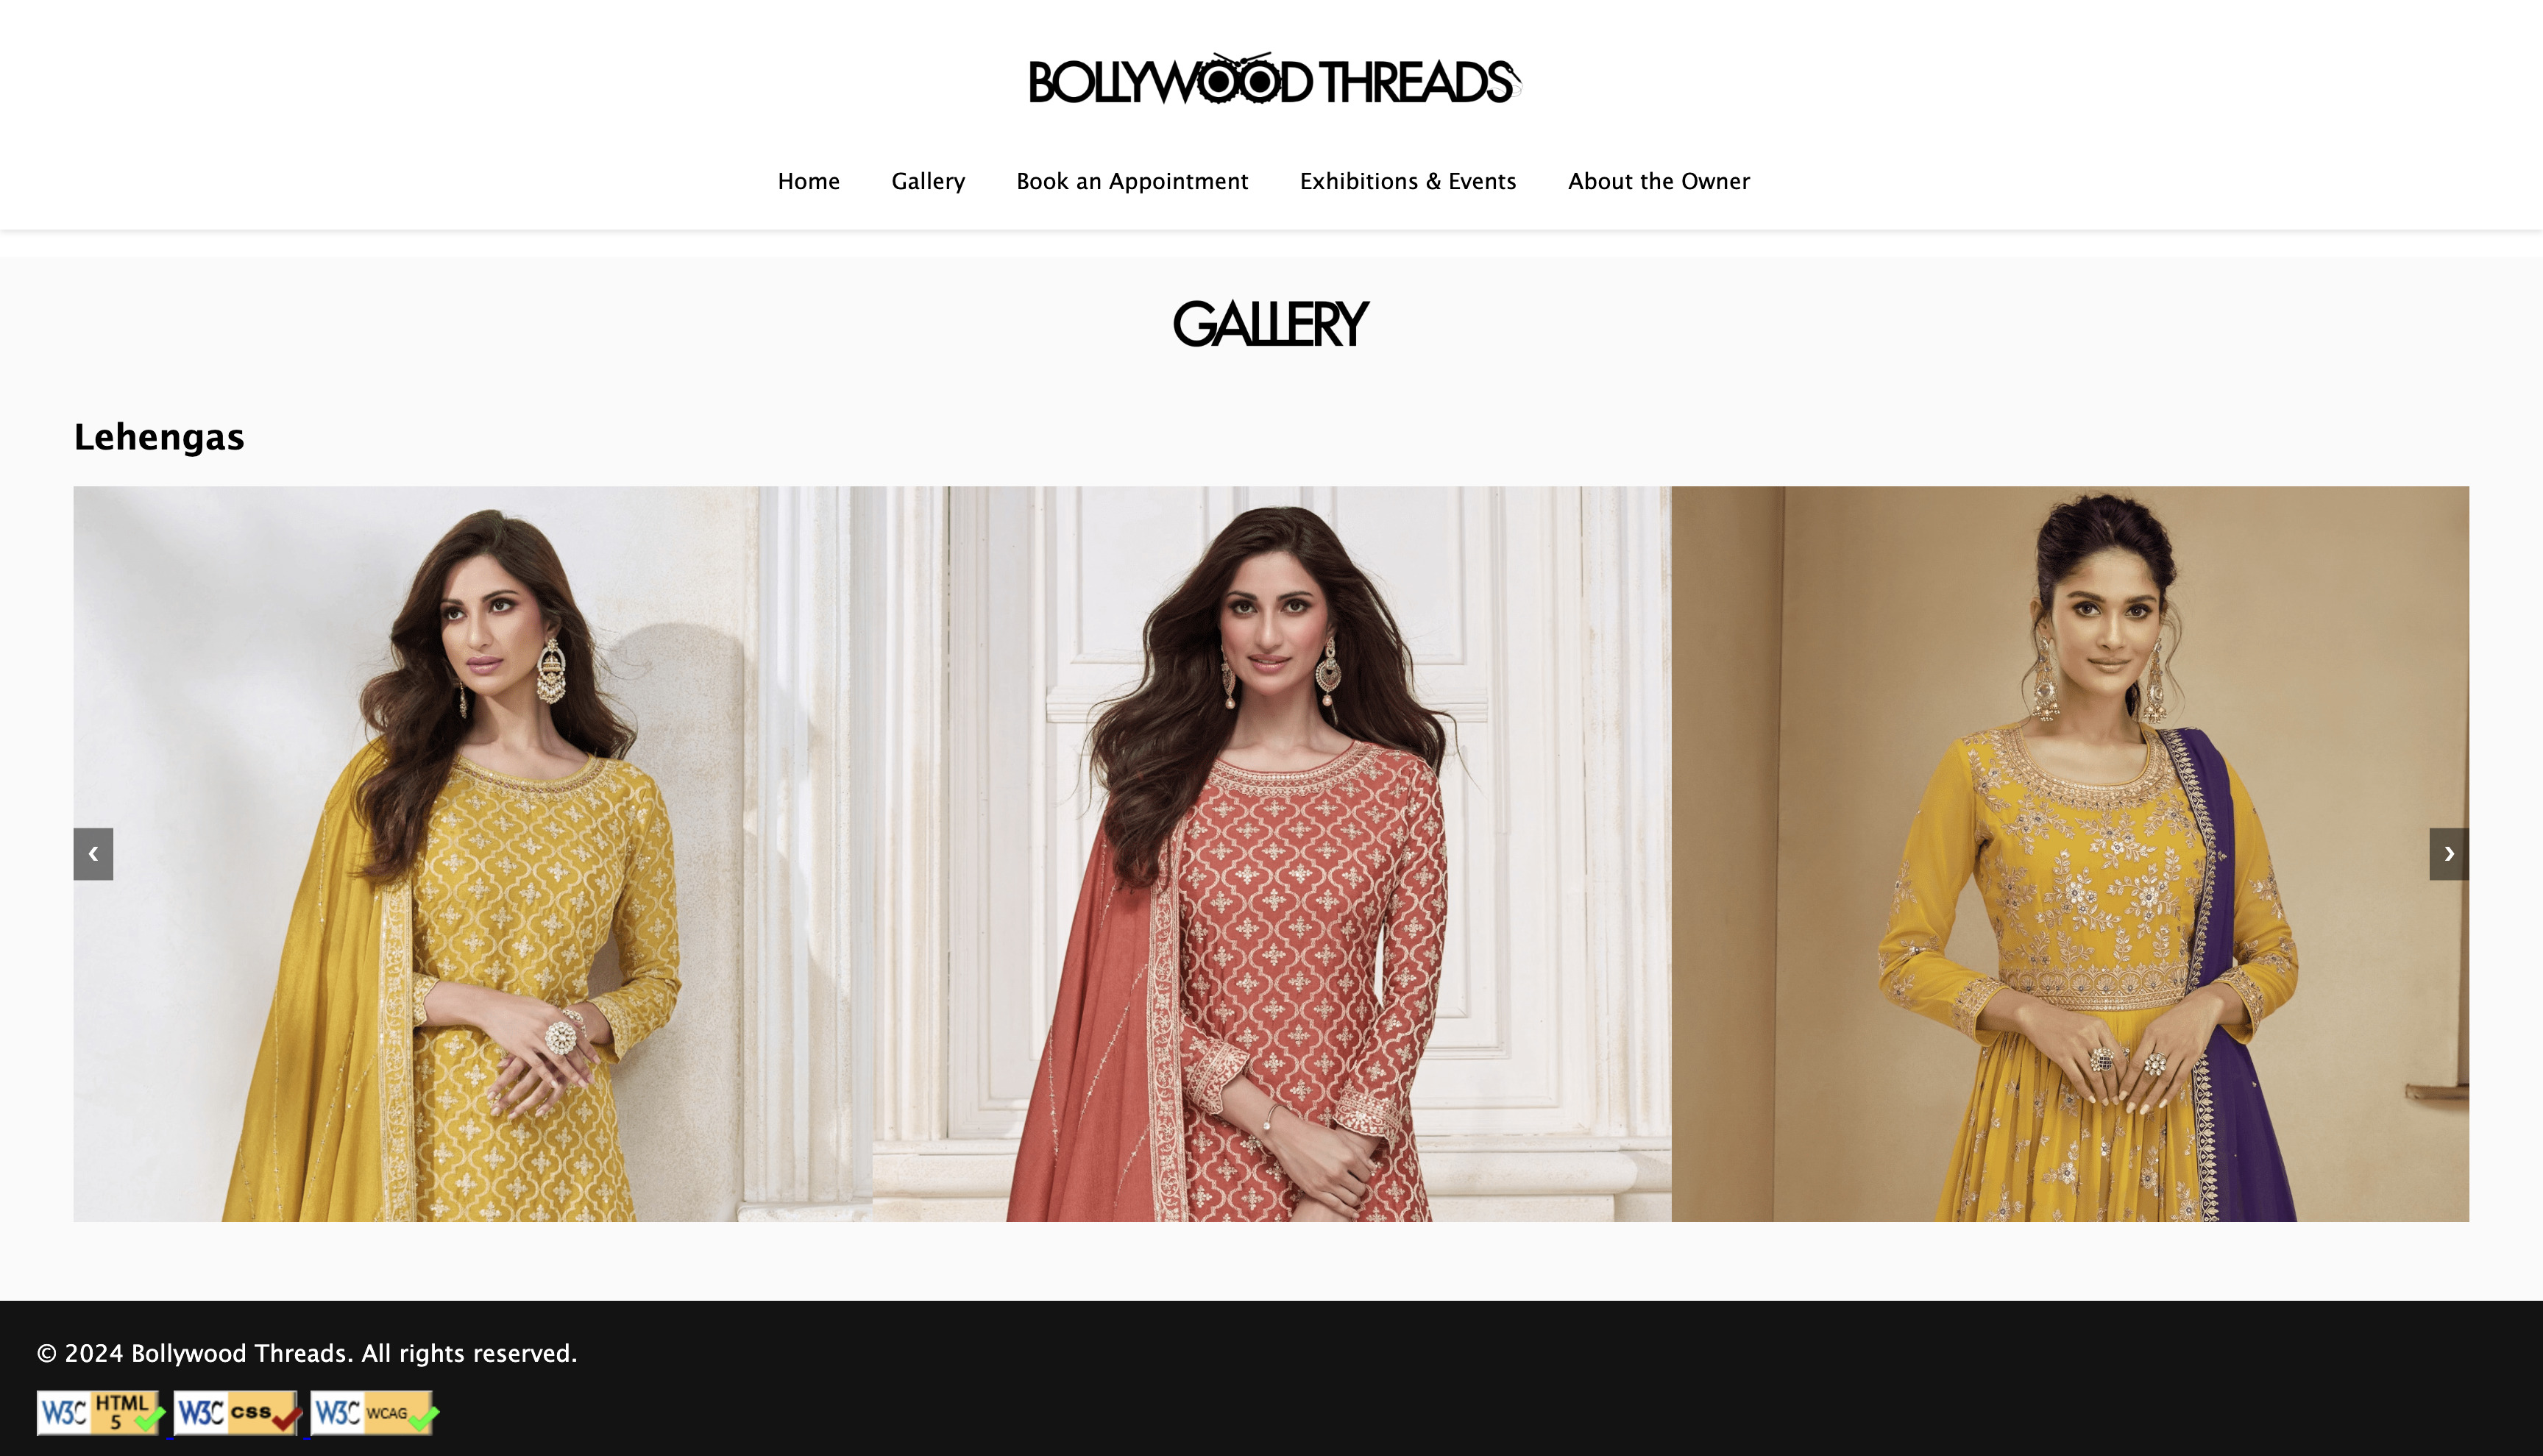 BOLLYWOOD THREADS
Home Gallery Book an Appointment Exhibitions & Events About the Owner
GALLERY
Lehengas
‹ ›
© 2024 Bollywood Threads. All rights reserved.
W3C HTML 5 W3C CSS W3C WCAG